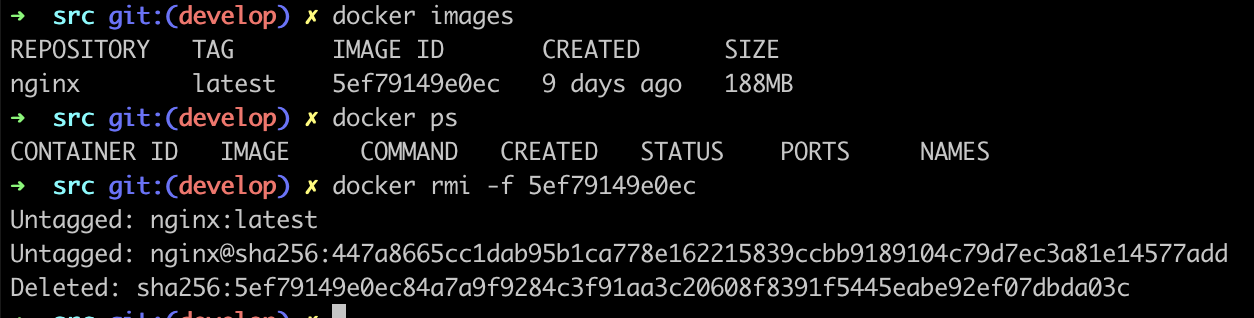 ➜  src git:(develop) ✗ docker images
REPOSITORY   TAG       IMAGE ID       CREATED      SIZE
nginx        latest    5ef79149e0ec   9 days ago   188MB
➜  src git:(develop) ✗ docker ps
CONTAINER ID   IMAGE     COMMAND   CREATED   STATUS    PORTS     NAMES
➜  src git:(develop) ✗ docker rmi -f 5ef79149e0ec
Untagged: nginx:latest
Untagged: nginx@sha256:447a8665cc1dab95b1ca778e162215839ccbb9189104c79d7ec3a81e14577add
Deleted: sha256:5ef79149e0ec84a7a9f9284c3f91aa3c20608f8391f5445eabe92ef07dbda03c
➜  src git:(develop) ✗